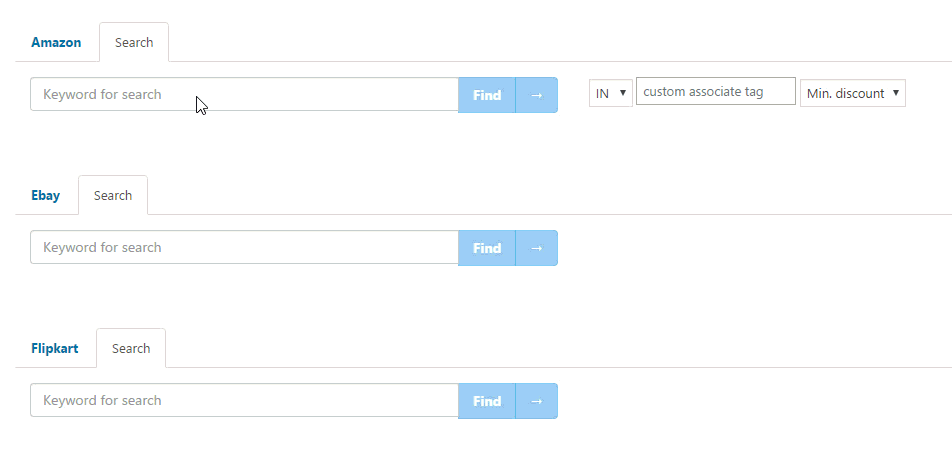 Amazon Search
Keyword for search Find → IN custom associate tag Min. discount
Ebay Search
Keyword for search Find →
Flipkart Search
Keyword for search Find →